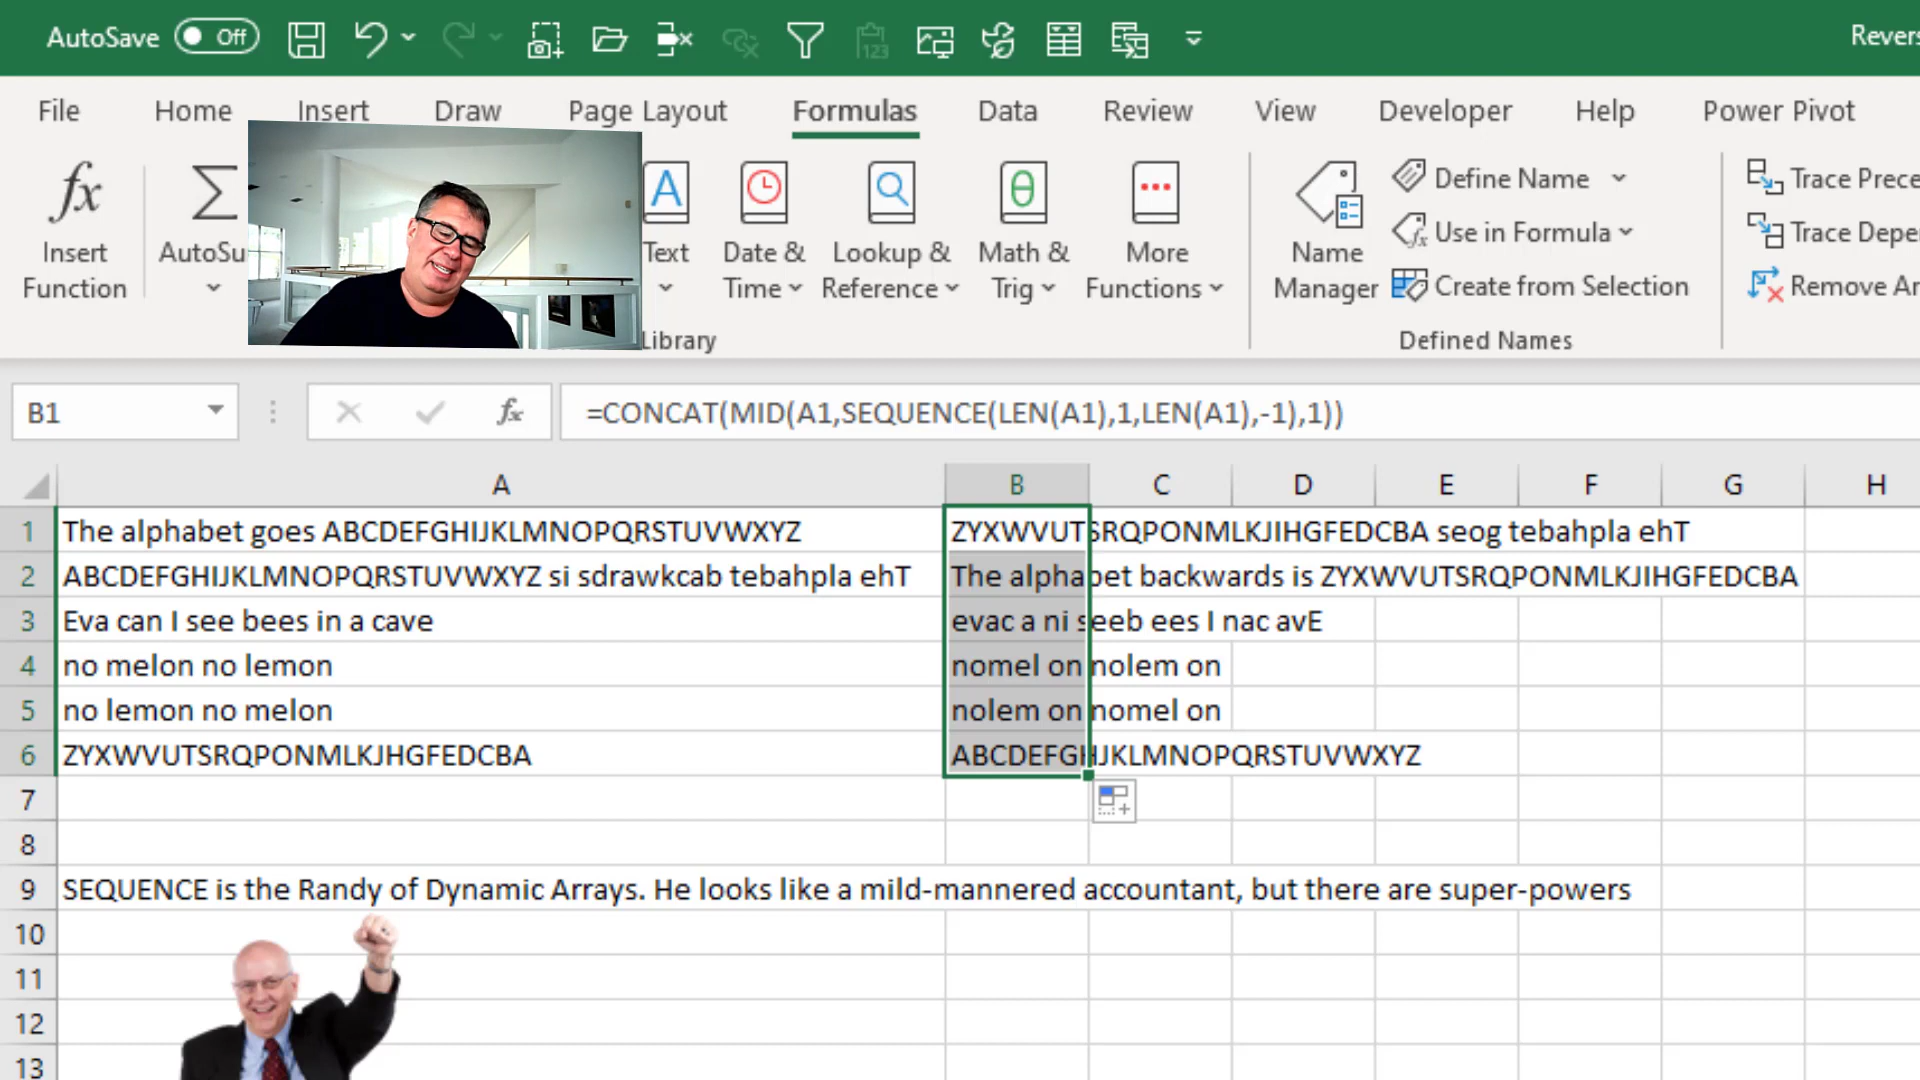 AutoSave Off Revers
File Home Insert Draw Page Layout Formulas Data Review View Developer Help Power Pivot
fx Insert Function
AutoSu
Text
Date & Time
Lookup & Reference
Math & Trig
More Functions
Library
Name Manager
Define Name
Use in Formula
Create from Selection
Defined Names
Trace Prece
Trace Depe
Remove Ar
B1 fx =CONCAT(MID(A1,SEQUENCE(LEN(A1),1,LEN(A1),-1),1))
A B C D E F G H
1 The alphabet goes ABCDEFGHIJKLMNOPQRSTUVWXYZ ZYXWVUTSRQPONMLKJIHGFEDCBA seog tebahpla ehT
2 ABCDEFGHIJKLMNOPQRSTUVWXYZ si sdrawkcab tebahpla ehT The alphabet backwards is ZYXWVUTSRQPONMLKJIHGFEDCBA
3 Eva can I see bees in a cave evac a ni seeb ees I nac avE
4 no melon no lemon nomel on nolem on
5 no lemon no melon nolem on nomel on
6 ZYXWVUTSRQPONMLKJHGFEDCBA ABCDEFGHJKLMNOPQRSTUVWXYZ
7
8
9 SEQUENCE is the Randy of Dynamic Arrays. He looks like a mild-mannered accountant, but there are super-powers
10
11
12
13